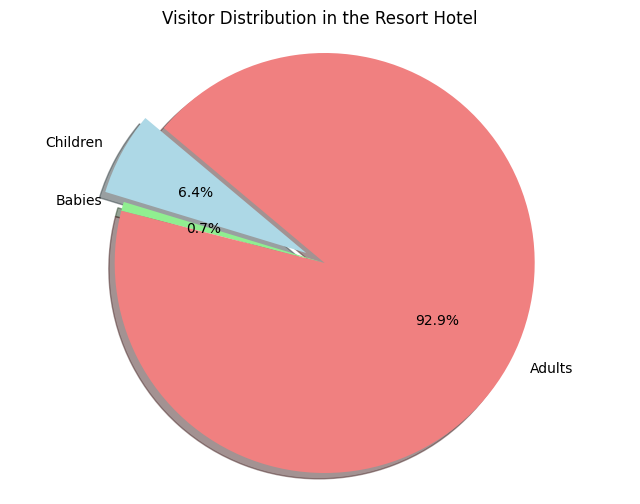 Visitor Distribution in the Resort Hotel
Children
6.4%
Babies
0.7%
92.9%
Adults